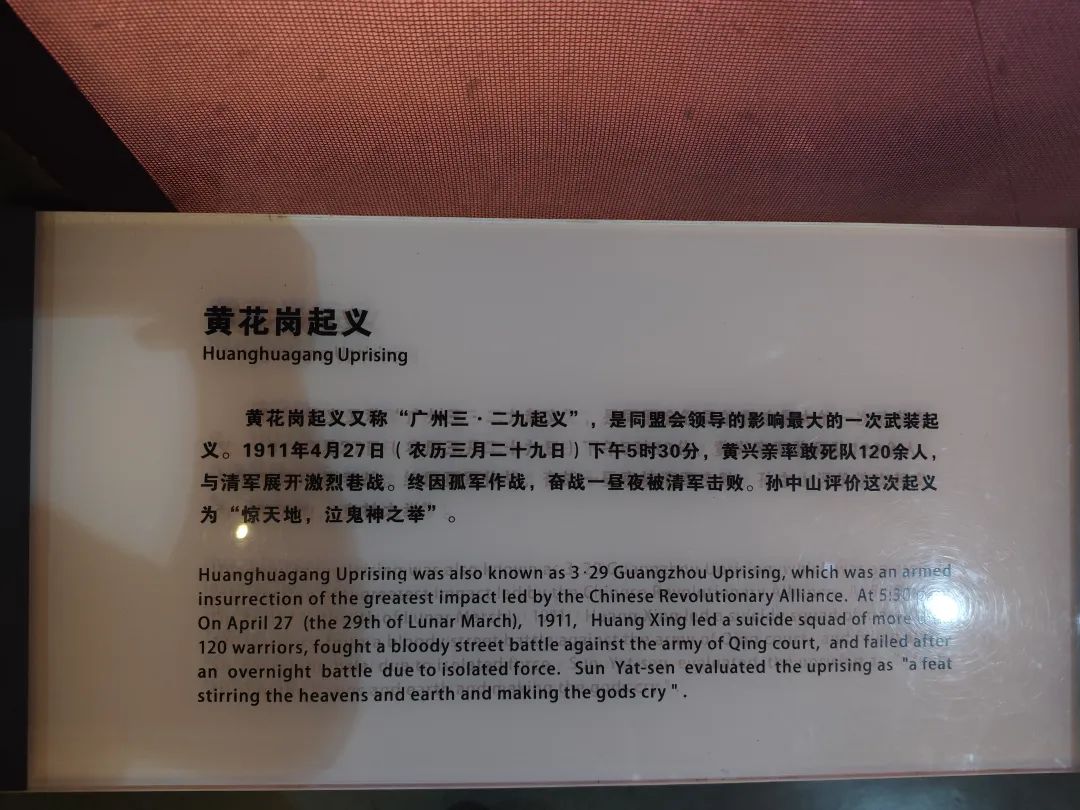 黄花岗起义
Huanghuagang Uprising
黄花岗起义又称“广州三·二九起义”，是同盟会领导的影响最大的一次武装起
义。1911年4月27日（农历三月二十九日）下午5时30分，黄兴亲率敢死队120余人，
与清军展开激烈巷战。终因孤军作战，奋战一昼夜被清军击败。孙中山评价这次起义
为“惊天地，泣鬼神之举”。
Huanghuagang Uprising was also known as 3·29 Guangzhou Uprising, which was an armed
insurrection of the greatest impact led by the Chinese Revolutionary Alliance. At 5:30
On April 27 (the 29th of Lunar March), 1911, Huang Xing led a suicide squad of more
120 warriors, fought a bloody street battle against the army of Qing court, and failed after
an overnight battle due to isolated force. Sun Yat-sen evaluated the uprising as "a feat
stirring the heavens and earth and making the gods cry ".